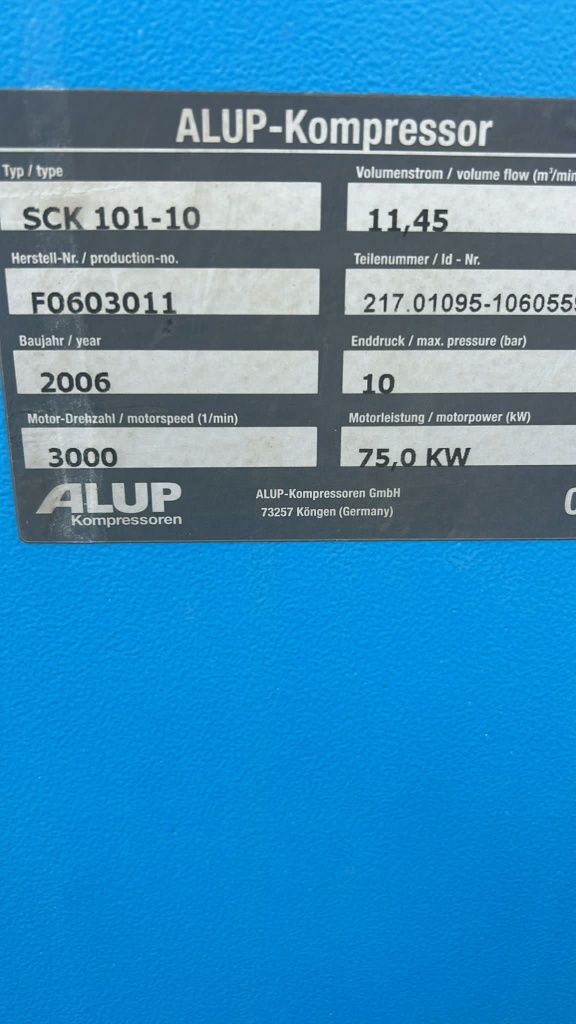 ALUP-Kompressor
Typ / type
SCK 101-10
Volumenstrom / volume flow (m³/min
11,45
Herstell-Nr. / production-no.
F0603011
Teilenummer / Id - Nr.
217.01095-1060559
Baujahr / year
2006
Enddruck / max. pressure (bar)
10
Motor-Drehzahl / motorspeed (1/min)
3000
Motorleistung / motorpower (kW)
75,0 KW
ALUP
Kompressoren
ALUP-Kompressoren GmbH
73257 Köngen (Germany)